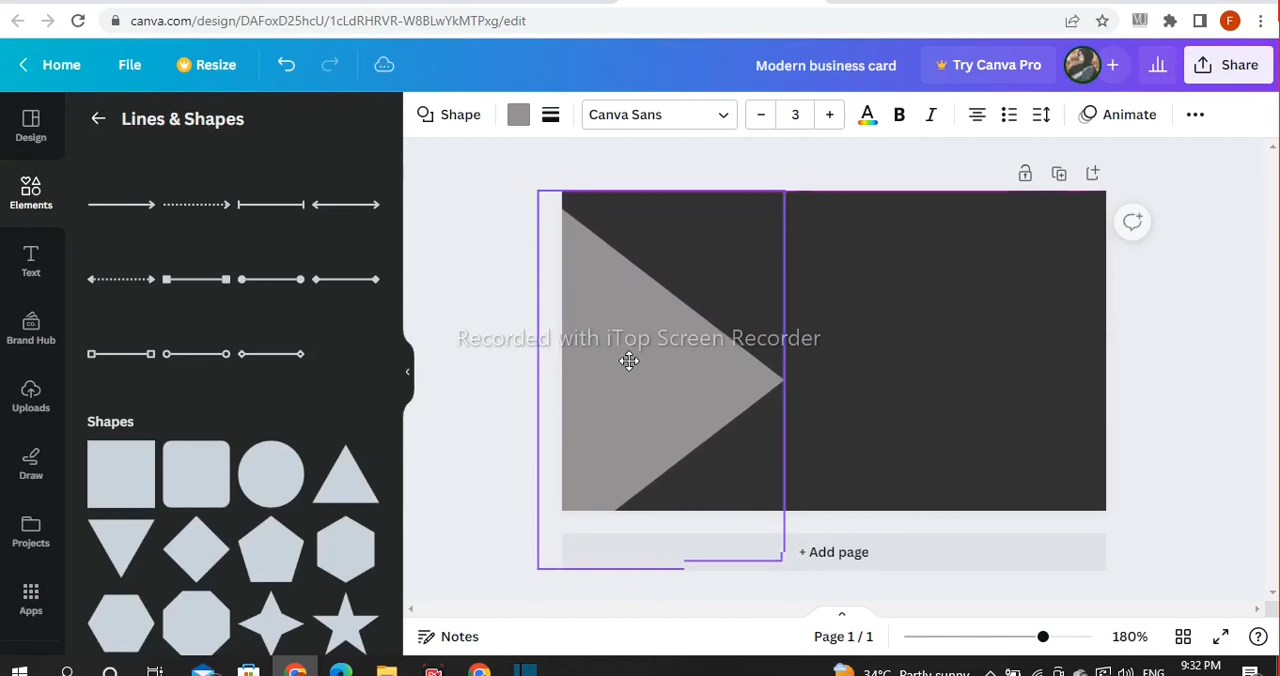 canva.com/design/DAFoxD25hcU/1cLdRHRVR-W8BLwYkMTPxg/edit
F
Home
File
Resize
Modern business card
Try Canva Pro
Share
Design
Elements
Text
Brand Hub
Uploads
Draw
Projects
Apps
Lines & Shapes
Shapes
Shape
Canva Sans
3
A
B
I
Animate
Recorded with iTop Screen Recorder
+ Add page
Notes
Page 1 / 1
180%
34°C Partly sunny
ENG
9:32 PM